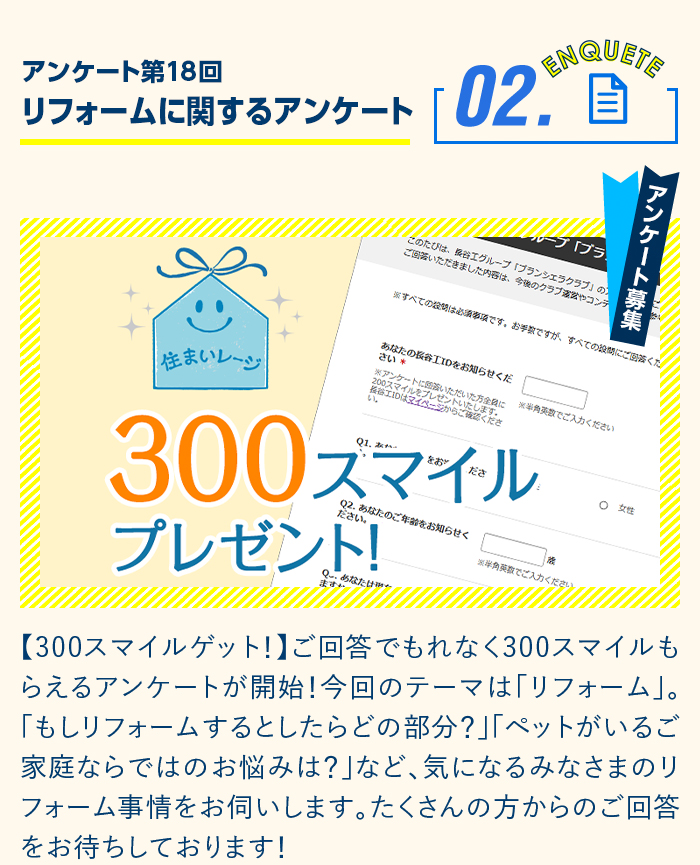 アンケート第18回
リフォームに関するアンケート
02.
ENQUETE
アンケート募集
このたびは、長谷工グループ「ブランシエラクラブ」の
ご回答いただきました内容は、今後のクラブ運営やコンテ
※すべての設問は必須事項です。お手数ですが、すべての設問にご回答くだ
あなたの長谷工IDをお知らせくだ
さい *
※アンケートに回答いただいた方全員に
200スマイルをプレゼントいたします。
長谷工IDはマイページからご確認くださ
い。
※半角英数でご入力ください
住まいレージ
300スマイル
プレゼント!
Q1.
女性
Q2. あなたのご年齢をお知らせく
ださい。
歳
※半角英数でご入力ください
【300スマイルゲット!】ご回答でもれなく300スマイルも
らえるアンケートが開始!今回のテーマは「リフォーム」。
「もしリフォームするとしたらどの部分?」「ペットがいるご
家庭ならではのお悩みは?」など、気になるみなさまのリ
フォーム事情をお伺いします。たくさんの方からのご回答
をお待ちしております!